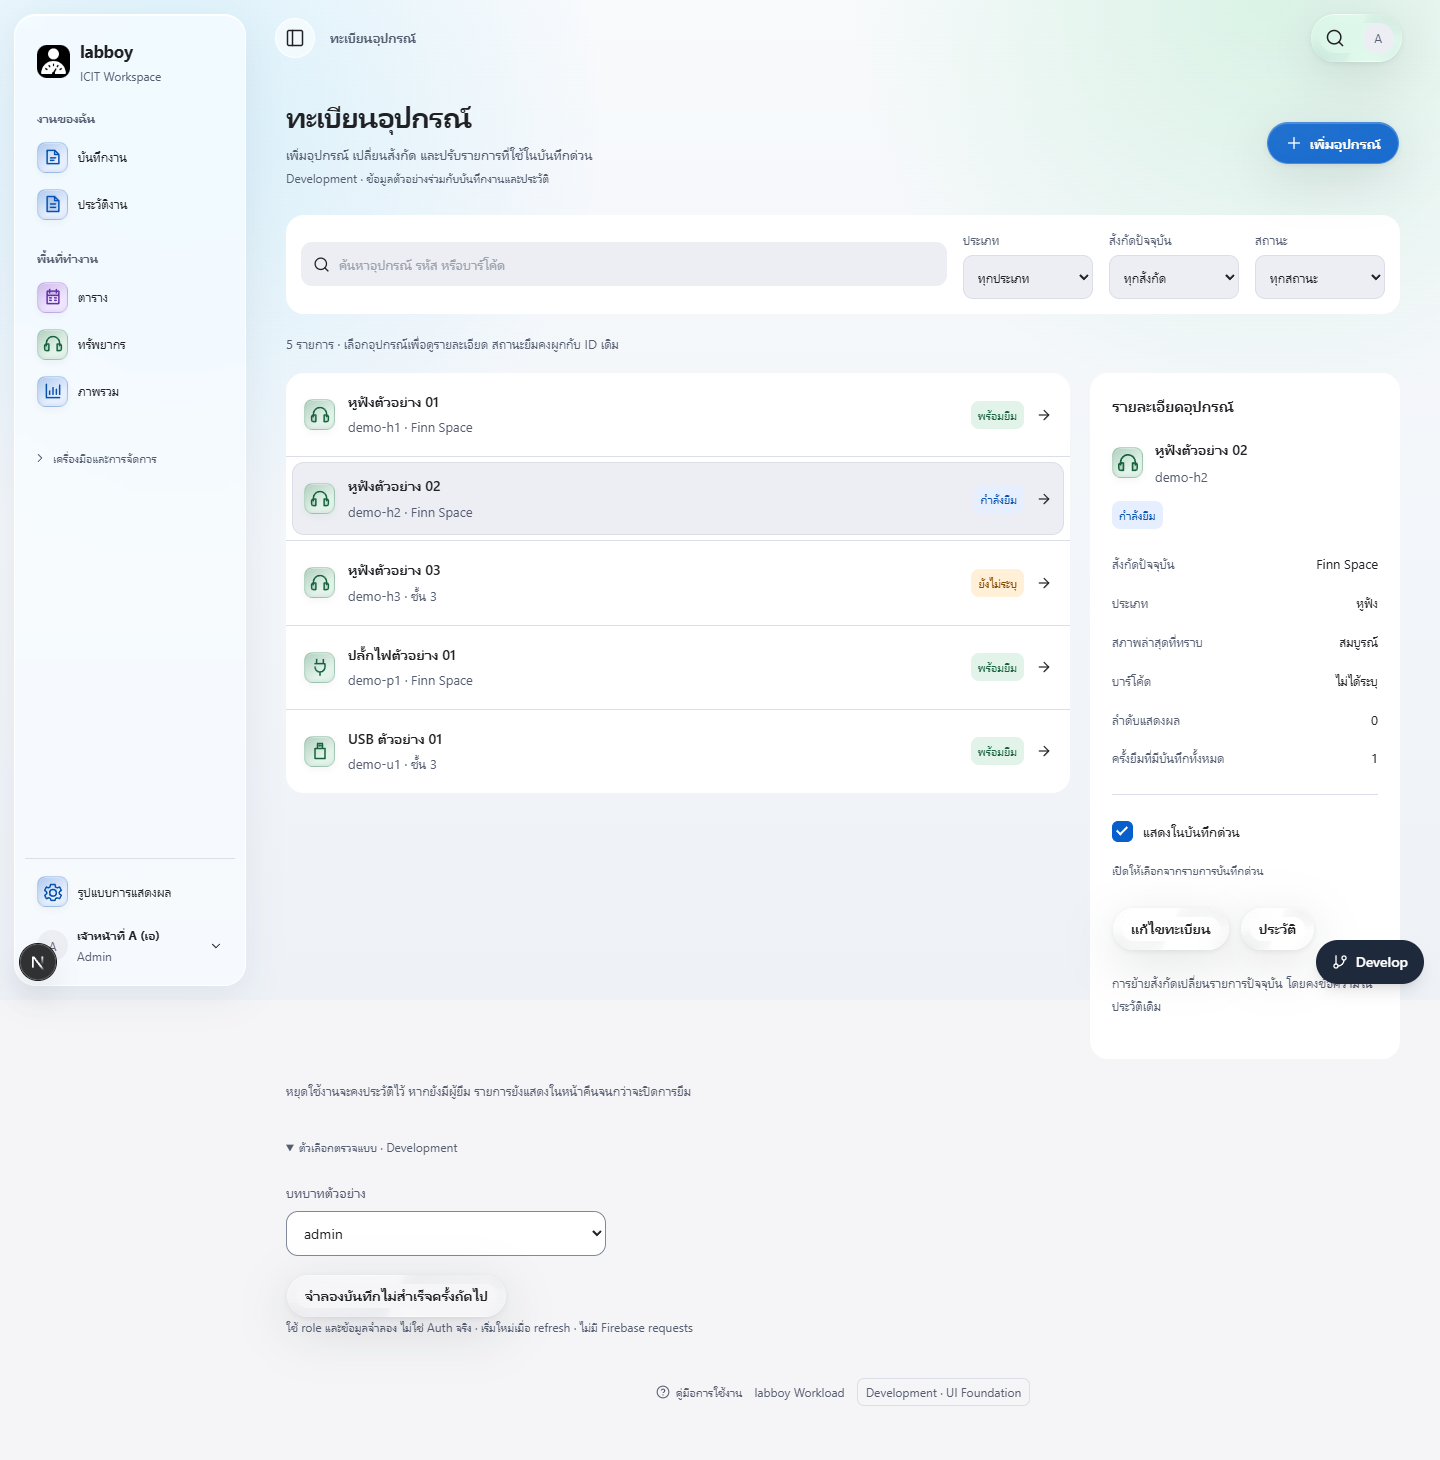 labboy
ICIT Workspace
งานของฉัน
บันทึกงาน
ประวัติงาน
พื้นที่ทำงาน
ตาราง
ทรัพยากร
ภาพรวม
เครื่องมือและการจัดการ
รูปแบบการแสดงผล
เจ้าหน้าที่ A (เอ)
Admin
ทะเบียนอุปกรณ์
A
ทะเบียนอุปกรณ์
เพิ่มอุปกรณ์ เปลี่ยนสังกัด และปรับรายการที่ใช้ในบันทึกด่วน
Development · ข้อมูลตัวอย่างร่วมกับบันทึกงานและประวัติ
เพิ่มอุปกรณ์
ค้นหาอุปกรณ์ รหัส หรือบาร์โค้ด
ประเภท
ทุกประเภท
สังกัดปัจจุบัน
ทุกสังกัด
สถานะ
ทุกสถานะ
5 รายการ · เลือกอุปกรณ์เพื่อดูรายละเอียด สถานะยืมคงผูกกับ ID เดิม
หูฟังตัวอย่าง 01
demo-h1 · Finn Space
พร้อมยืม
หูฟังตัวอย่าง 02
demo-h2 · Finn Space
กำลังยืม
หูฟังตัวอย่าง 03
demo-h3 · ชั้น 3
ยังไม่ระบุ
ปลั๊กไฟตัวอย่าง 01
demo-p1 · Finn Space
พร้อมยืม
USB ตัวอย่าง 01
demo-u1 · ชั้น 3
พร้อมยืม
รายละเอียดอุปกรณ์
หูฟังตัวอย่าง 02
demo-h2
กำลังยืม
สังกัดปัจจุบัน Finn Space
ประเภท หูฟัง
สภาพล่าสุดที่ทราบ สมบูรณ์
บาร์โค้ด ไม่ได้ระบุ
ลำดับแสดงผล 0
ครั้งยืมที่มีบันทึกทั้งหมด 1
แสดงในบันทึกด่วน
เปิดให้เลือกจากรายการบันทึกด่วน
แก้ไขทะเบียน
ประวัติ
Develop
การย้ายสังกัดเปลี่ยนรายการปัจจุบัน โดยคงข้อความใน
ประวัติเดิม
หยุดใช้งานจะคงประวัติไว้ หากยังมีผู้ยืม รายการยังแสดงในหน้าคืนจนกว่าจะปิดการยืม
ตัวเลือกตรวจแบบ · Development
บทบาทตัวอย่าง
admin
จำลองบันทึกไม่สำเร็จครั้งถัดไป
ใช้ role และข้อมูลจำลอง ไม่ใช่ Auth จริง · เริ่มใหม่เมื่อ refresh · ไม่มี Firebase requests
คู่มือการใช้งาน labboy Workload Development · UI Foundation